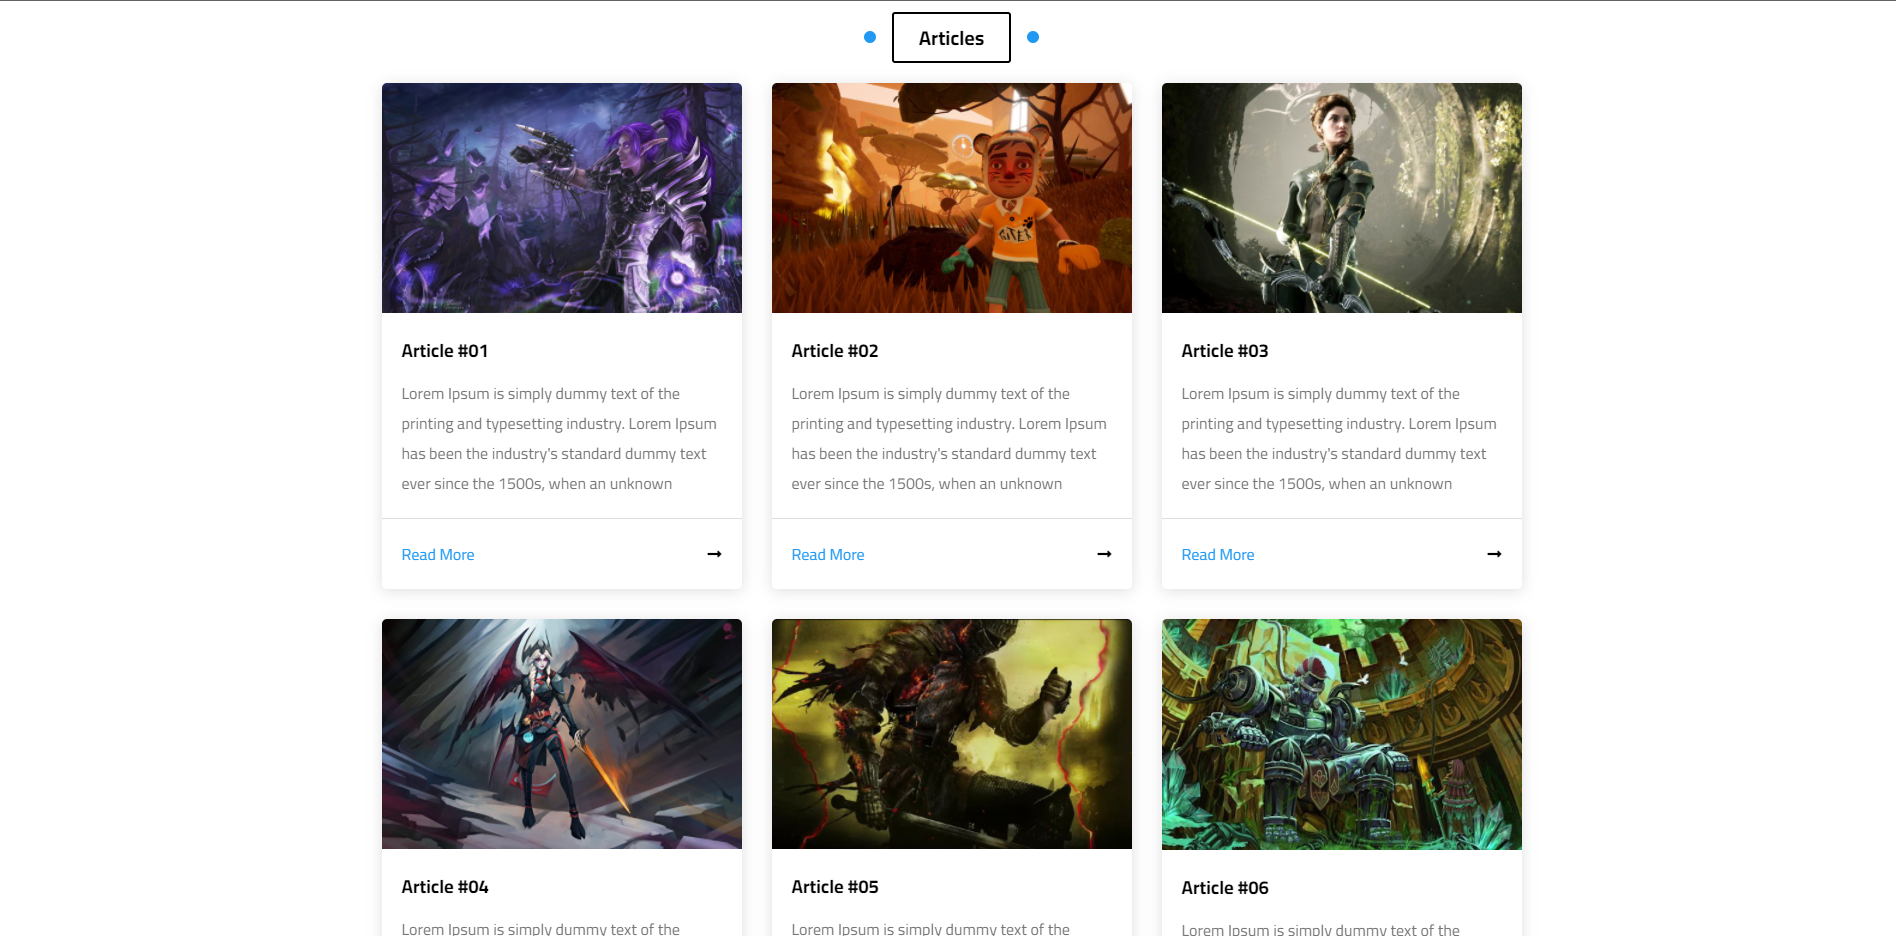 Articles
Article #01
Lorem Ipsum is simply dummy text of the
printing and typesetting industry. Lorem Ipsum
has been the industry's standard dummy text
ever since the 1500s, when an unknown
Read More
Article #02
Lorem Ipsum is simply dummy text of the
printing and typesetting industry. Lorem Ipsum
has been the industry's standard dummy text
ever since the 1500s, when an unknown
Read More
Article #03
Lorem Ipsum is simply dummy text of the
printing and typesetting industry. Lorem Ipsum
has been the industry's standard dummy text
ever since the 1500s, when an unknown
Read More
Article #04
Lorem Ipsum is simply dummy text of the
Article #05
Lorem Ipsum is simply dummy text of the
Article #06
Lorem Ipsum is simply dummy text of the